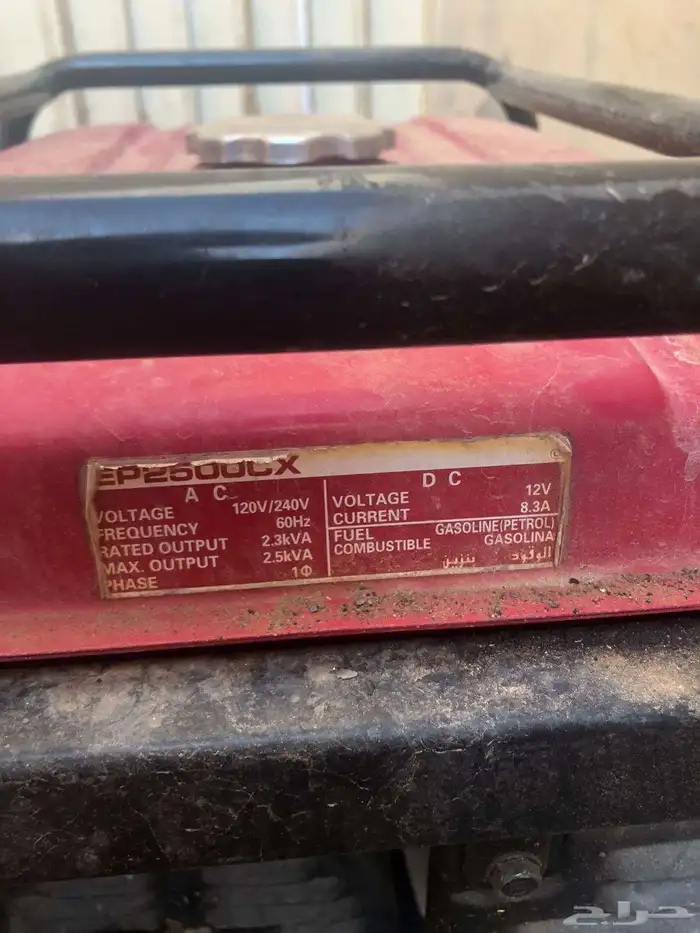 EP2500CX
A C
VOLTAGE 120V/240V
FREQUENCY 60Hz
RATED OUTPUT 2.3kVA
MAX. OUTPUT 2.5kVA
PHASE 1Φ
D C
VOLTAGE 12V
CURRENT 8.3A
FUEL GASOLINE(PETROL)
COMBUSTIBLE GASOLINA
الوقود بنزين
حراج